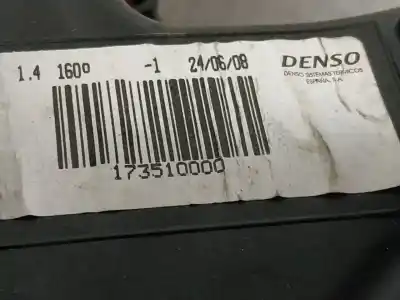 1.4 160º -1 24/06/08
DENSO
DENSO SISTEMAS TERMICOS
ESPAÑA, S.A.
173510000